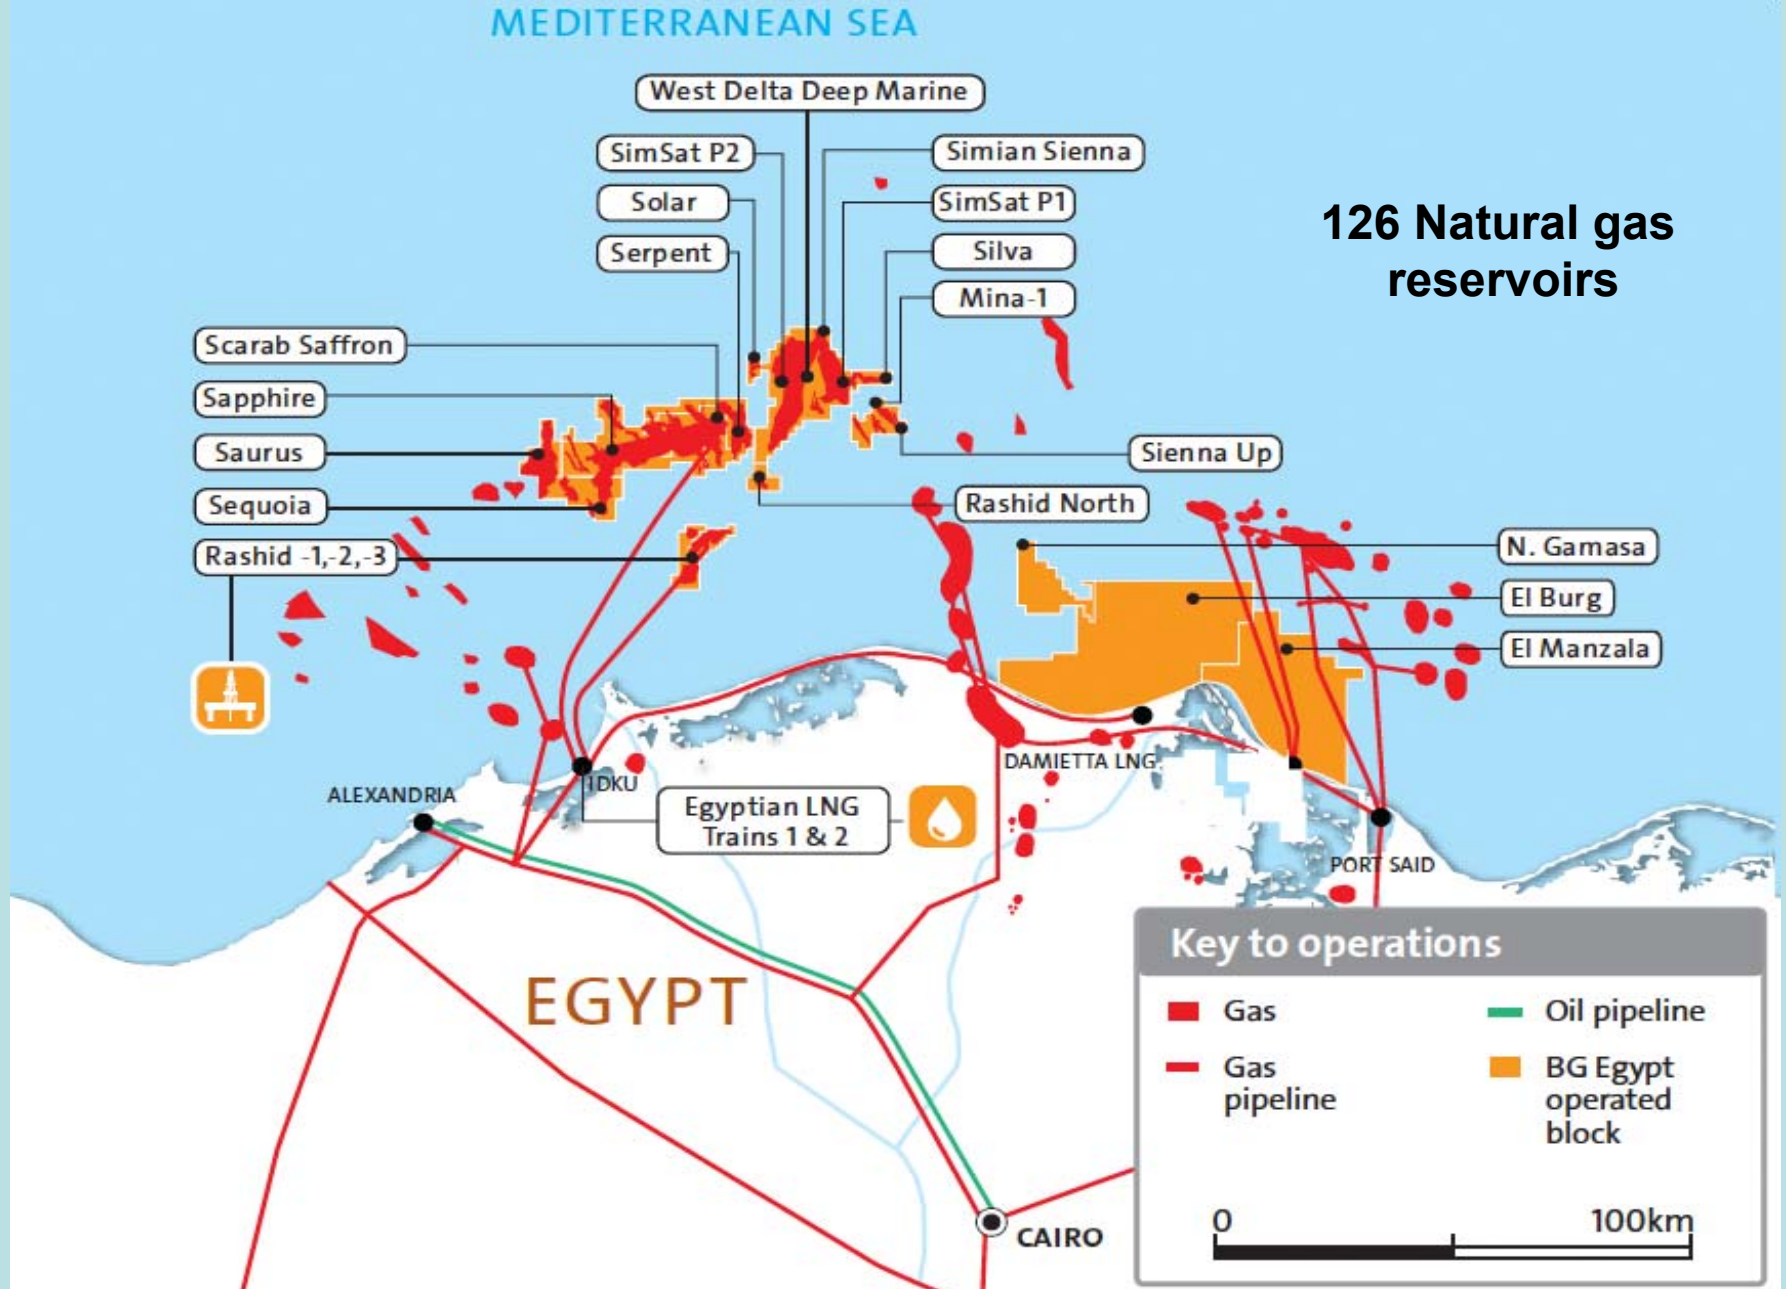 MEDITERRANEAN SEA
West Delta Deep Marine
SimSat P2
Simian Sienna
Solar
SimSat P1
Serpent
Silva
Mina-1
126 Natural gas
reservoirs
Scarab Saffron
Sapphire
Saurus
Sienna Up
Sequoia
Rashid North
Rashid -1,-2,-3
N. Gamasa
El Burg
El Manzala
DAMIETTA LNG
IDKU
ALEXANDRIA
Egyptian LNG
Trains 1 & 2
PORT SAID
EGYPT
CAIRO
Key to operations
Gas
Oil pipeline
Gas
pipeline
BG Egypt
operated
block
0
100km